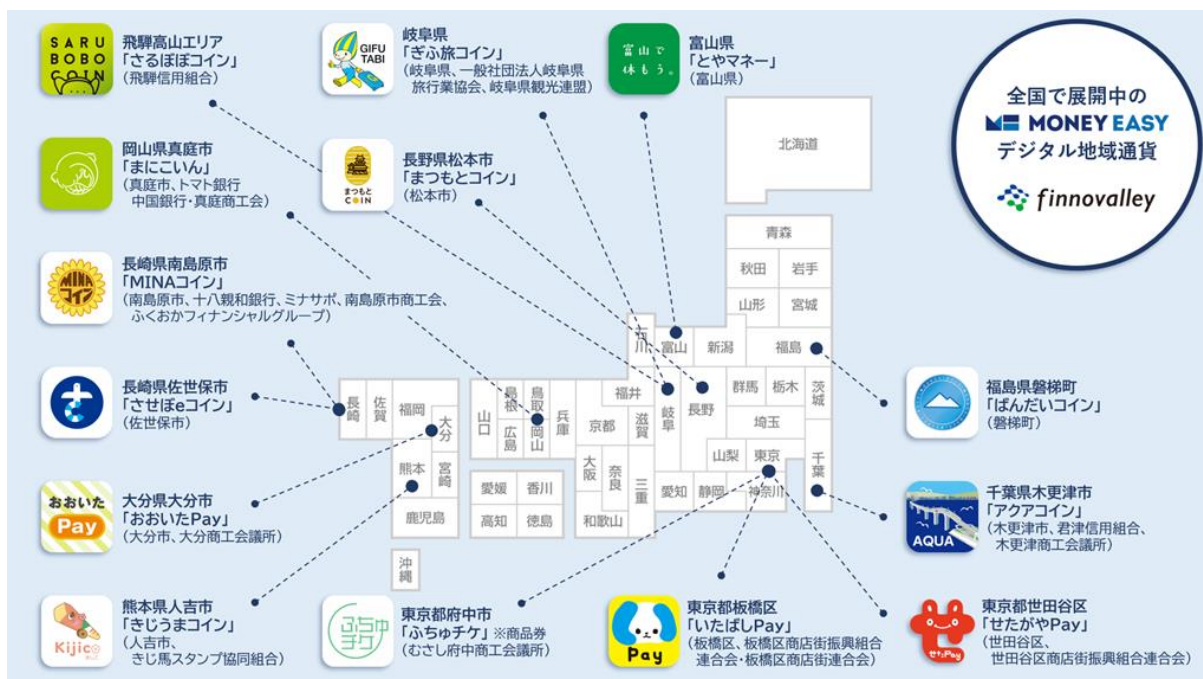 SARU
BOBO
COIN
飛騨高山エリア
「さるぼぼコイン」
(飛騨信用組合)
GIFU
TABI
岐阜県
「ぎふ旅コイン」
(岐阜県、一般社団法人岐阜県
旅行業協会、岐阜県観光連盟)
富山で
休もう。
富山県
「とやマネー」
(富山県)
全国で展開中の
MONEY EASY
デジタル地域通貨
finnovalley
岡山県真庭市
「まにこいん」
(真庭市、トマト銀行
中国銀行・真庭商工会)
まつもと
COIN
長野県松本市
「まつもとコイン」
(松本市)
MINA
コイン
長崎県南島原市
「MINAコイン」
(南島原市、十八親和銀行、ミナサポ、南島原市商工会、
ふくおかフィナンシャルグループ)
長崎県佐世保市
「させぼeコイン」
(佐世保市)
おおいた
Pay
大分県大分市
「おおいたPay」
(大分市、大分商工会議所)
Kijico
熊本県人吉市
「きじうまコイン」
(人吉市、
きじ馬スタンプ協同組合)
ふちゅ
チケ
東京都府中市
「ふちゅチケ」※商品券
(むさし府中商工会議所)
Pay
東京都板橋区
「いたばしPay」
(板橋区、板橋区商店街振興組合
連合会・板橋区商店街連合会)
せたPay
東京都世田谷区
「せたがやPay」
(世田谷区、
世田谷区商店街振興組合連合会)
福島県磐梯町
「ばんだいコイン」
(磐梯町)
AQUA
千葉県木更津市
「アクアコイン」
(木更津市、君津信用組合、
木更津商工会議所)
北海道
青森
秋田
岩手
山形
宮城
石川
富山
新潟
福島
福井
岐阜
長野
群馬
栃木
茨城
埼玉
山梨
東京
千葉
愛知
静岡
神奈川
滋賀
三重
京都
大阪
奈良
和歌山
兵庫
鳥取
岡山
島根
広島
山口
愛媛
香川
高知
徳島
長崎
佐賀
福岡
大分
熊本
宮崎
鹿児島
沖縄